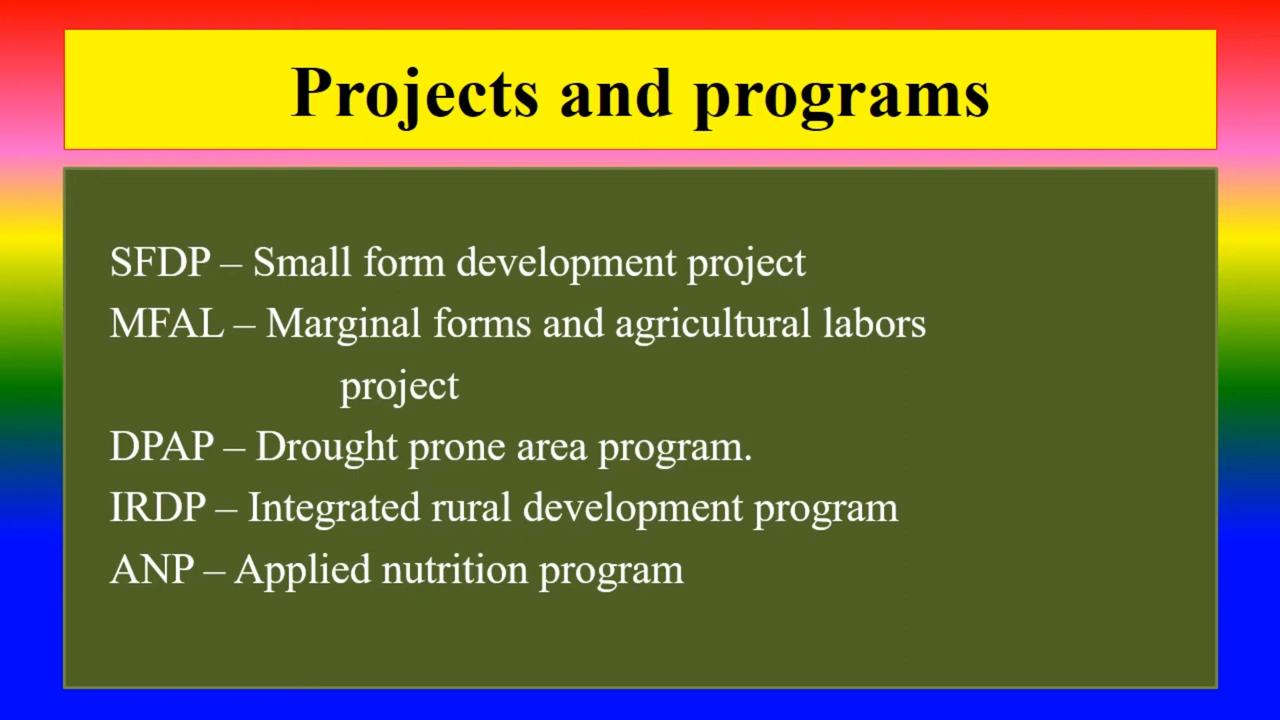 Projects and programs
SFDP – Small form development project
MFAL – Marginal forms and agricultural labors
project
DPAP – Drought prone area program.
IRDP – Integrated rural development program
ANP – Applied nutrition program